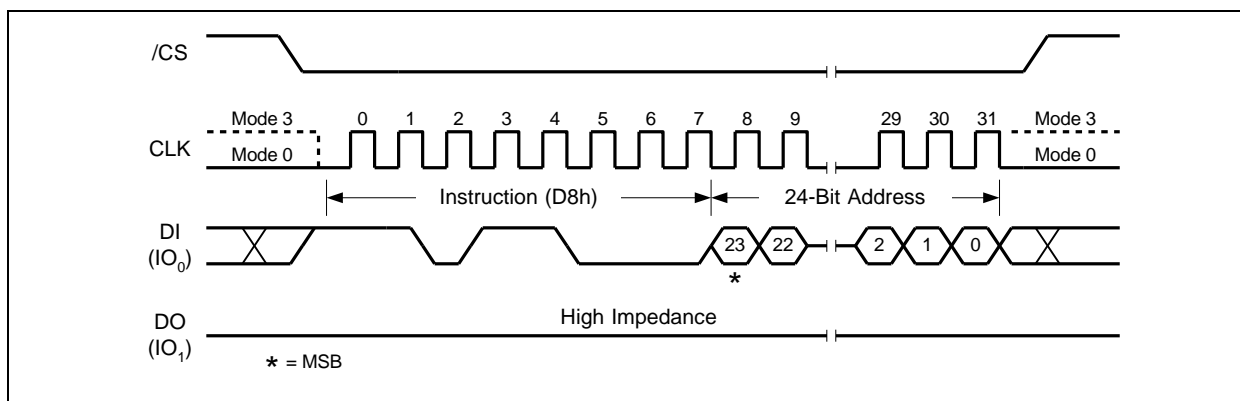 /CS
Mode 3
0 1 2 3 4 5 6 7 8 9 29 30 31
Mode 3
CLK
Mode 0
Mode 0
Instruction (D8h)
24-Bit Address
DI
(IO0)
23 22 2 1 0
*
DO
(IO1)
High Impedance
* = MSB